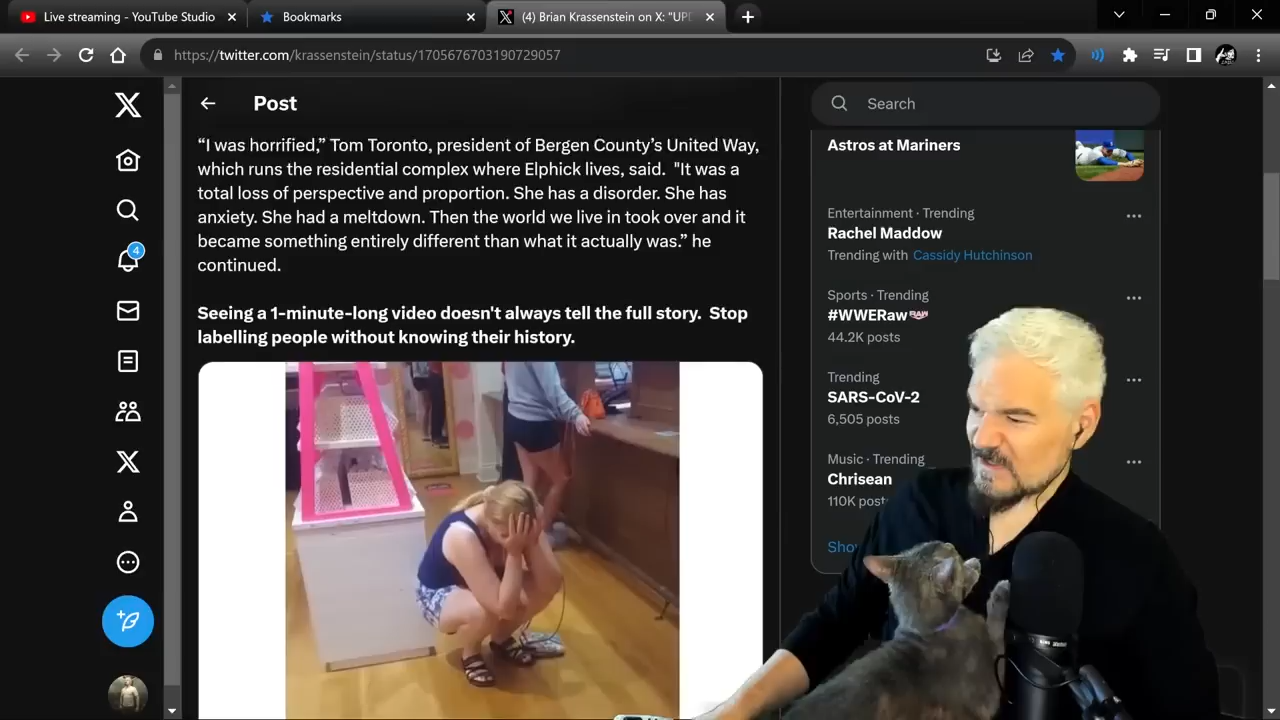 Live streaming - YouTube Studio
Bookmarks
(4) Brian Krassenstein on X: "UPI
https://twitter.com/krassenstein/status/1705676703190729057
Post
Search
“I was horrified,” Tom Toronto, president of Bergen County’s United Way,
which runs the residential complex where Elphick lives, said. "It was a
total loss of perspective and proportion. She has a disorder. She has
anxiety. She had a meltdown. Then the world we live in took over and it
became something entirely different than what it actually was.” he
continued.
Seeing a 1-minute-long video doesn't always tell the full story. Stop
labelling people without knowing their history.
4
Astros at Mariners
Entertainment · Trending
Rachel Maddow
Trending with Cassidy Hutchinson
Sports · Trending
#WWERaw
44.2K posts
Trending
SARS-CoV-2
6,505 posts
Music · Trending
Chrisean
110K post
Sho